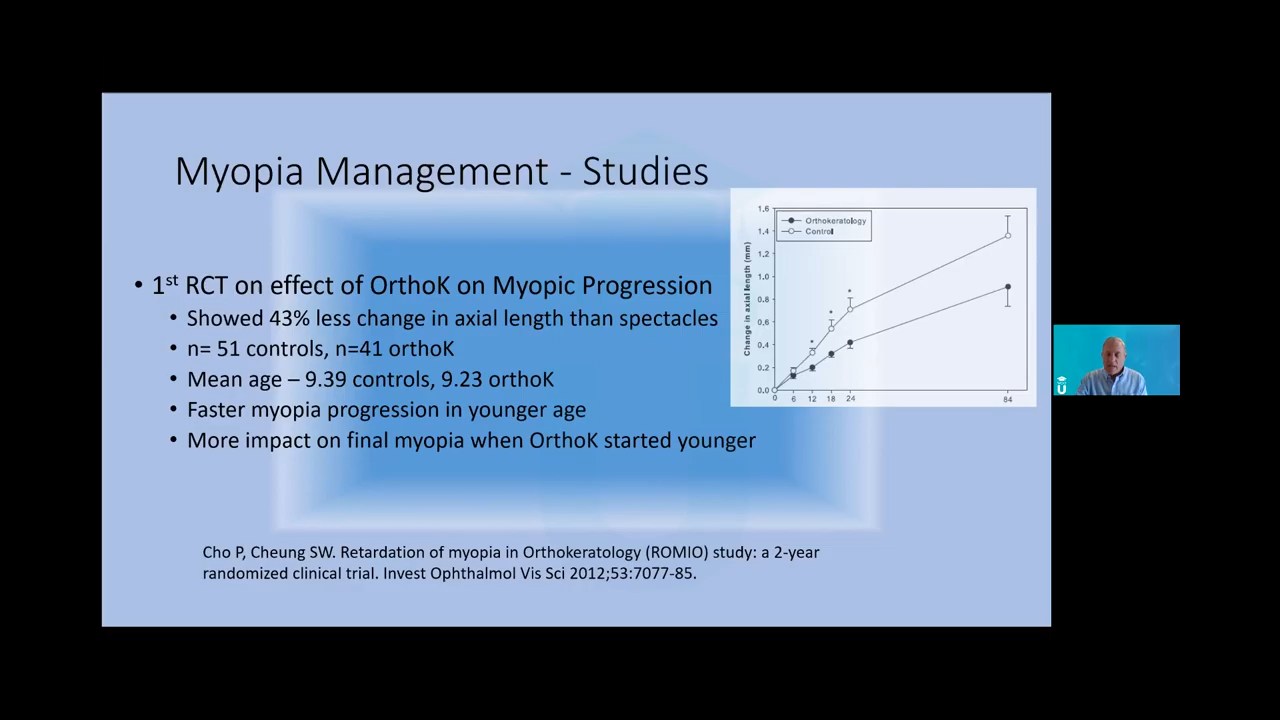 Myopia Management - Studies
• 1st RCT on effect of OrthoK on Myopic Progression
• Showed 43% less change in axial length than spectacles
• n= 51 controls, n=41 orthoK
• Mean age – 9.39 controls, 9.23 orthoK
• Faster myopia progression in younger age
• More impact on final myopia when OrthoK started younger
Orthokeratology
Control
Change in axial length (mm)
1,6
1,4
1,2
1,0
0,8
0,6
0,4
0,2
0,0
0 6 12 18 24 84
* * * *
Cho P, Cheung SW. Retardation of myopia in Orthokeratology (ROMIO) study: a 2-year
randomized clinical trial. Invest Ophthalmol Vis Sci 2012;53:7077-85.
U